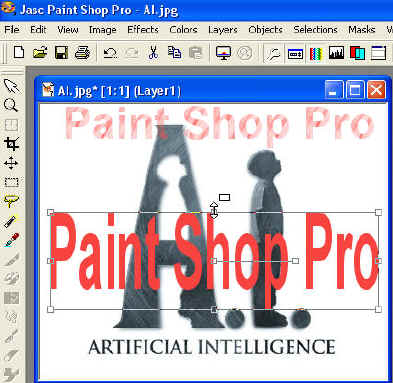 Jasc Paint Shop Pro - AI.jpg
File Edit View Image Effects Colors Layers Objects Selections Masks W
AI.jpg* [1:1] (Layer1)
Paint Shop Pro
A.I.
Paint Shop Pro
ARTIFICIAL INTELLIGENCE